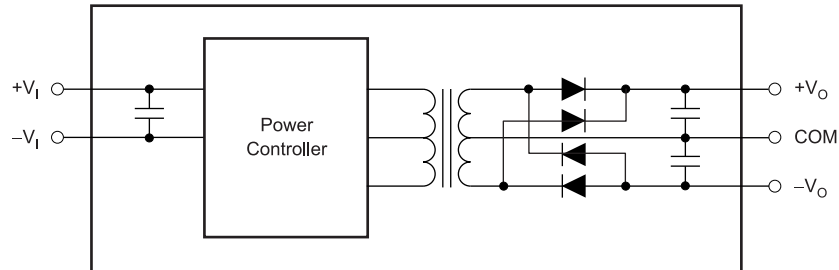 +V_I
−V_I
Power
Controller
+V_O
COM
−V_O